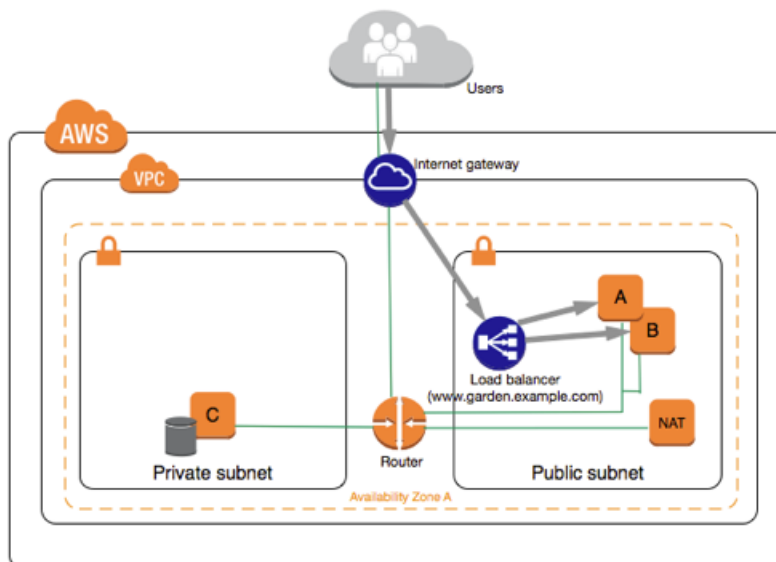 Users
AWS
Internet gateway
VPC
A
B
Load balancer
(www.garden.example.com)
C
NAT
Router
Private subnet
Public subnet
Availability Zone A